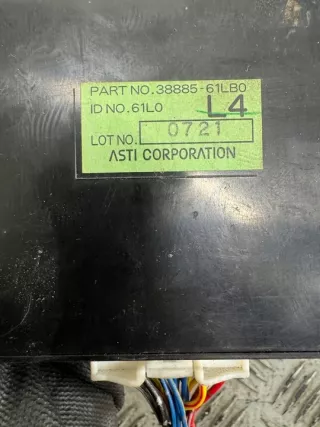 PART NO.38885-61LB0
ID NO.61L0 L4
LOT NO. 0721
ASTI CORPORATION